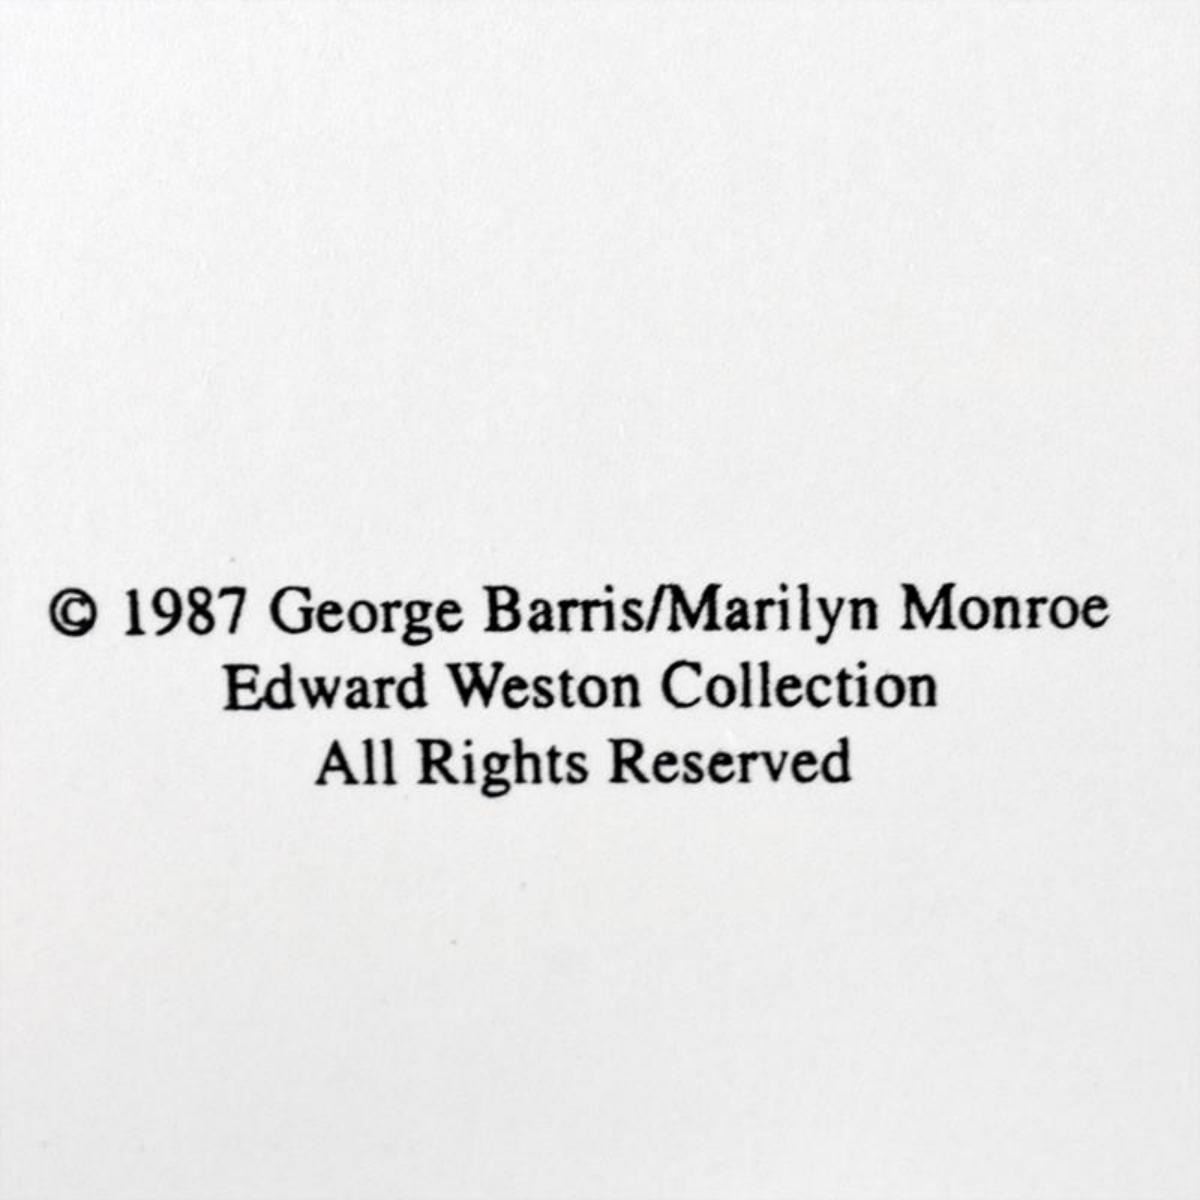 © 1987 George Barris/Marilyn Monroe
Edward Weston Collection
All Rights Reserved